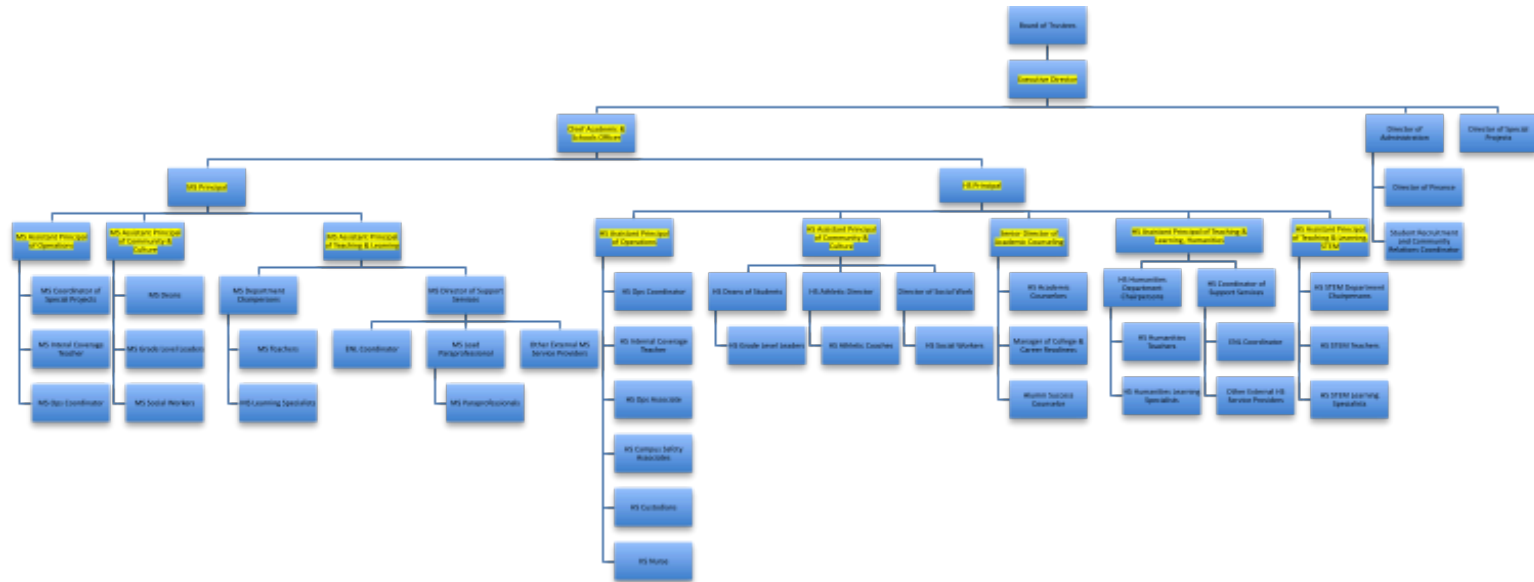 Board of Trustees
Executive Director
Chief Academic &
Schools Officer
Director of
Administration
Director of Special
Projects
MS Principal
HS Principal
Director of Finance
Student Recruitment
and Community
Relations Coordinator
MS Assistant Principal
of Operations
MS Assistant Principal
of Community &
Culture
MS Assistant Principal
of Teaching & Learning
HS Assistant Principal
of Operations
HS Assistant Principal
of Community &
Culture
Senior Director of
Academic Counseling
HS Assistant Principal of Teaching &
Learning, Humanities
HS Assistant Principal
of Teaching & Learning,
STEM
MS Coordinator of
Special Projects
MS Internal Coverage
Teacher
MS Ops Coordinator
MS Deans
MS Grade Level Leaders
MS Social Workers
MS Department
Chairpersons
MS Teachers
MS Learning Specialists
MS Director of Support
Services
ENL Coordinator
MS Lead
Paraprofessional
MS Paraprofessionals
Other External MS
Service Providers
HS Ops Coordinator
HS Internal Coverage
Teacher
HS Ops Associate
HS Campus Safety
Associates
HS Custodians
HS Nurse
HS Deans of Students
HS Grade Level Leaders
HS Athletic Director
HS Athletic Coaches
Director of Social Work
HS Social Workers
HS Academic
Counselors
Manager of College &
Career Readiness
Alumni Success
Counselor
HS Humanities
Department
Chairpersons
HS Humanities
Teachers
HS Humanities Learning
Specialists
HS Coordinator of
Support Services
ENL Coordinator
Other External HS
Service Providers
HS STEM Department
Chairpersons
HS STEM Teachers
HS STEM Learning
Specialists